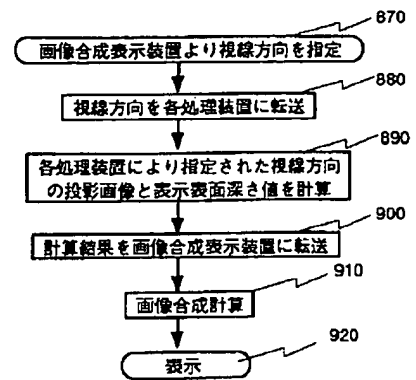 870
画像合成表示装置より視線方向を指定
880
視線方向を各処理装置に転送
890
各処理装置により指定された視線方向
の投影画像と表示表面深さ値を計算
900
計算結果を画像合成表示装置に転送
910
画像合成計算
920
表示